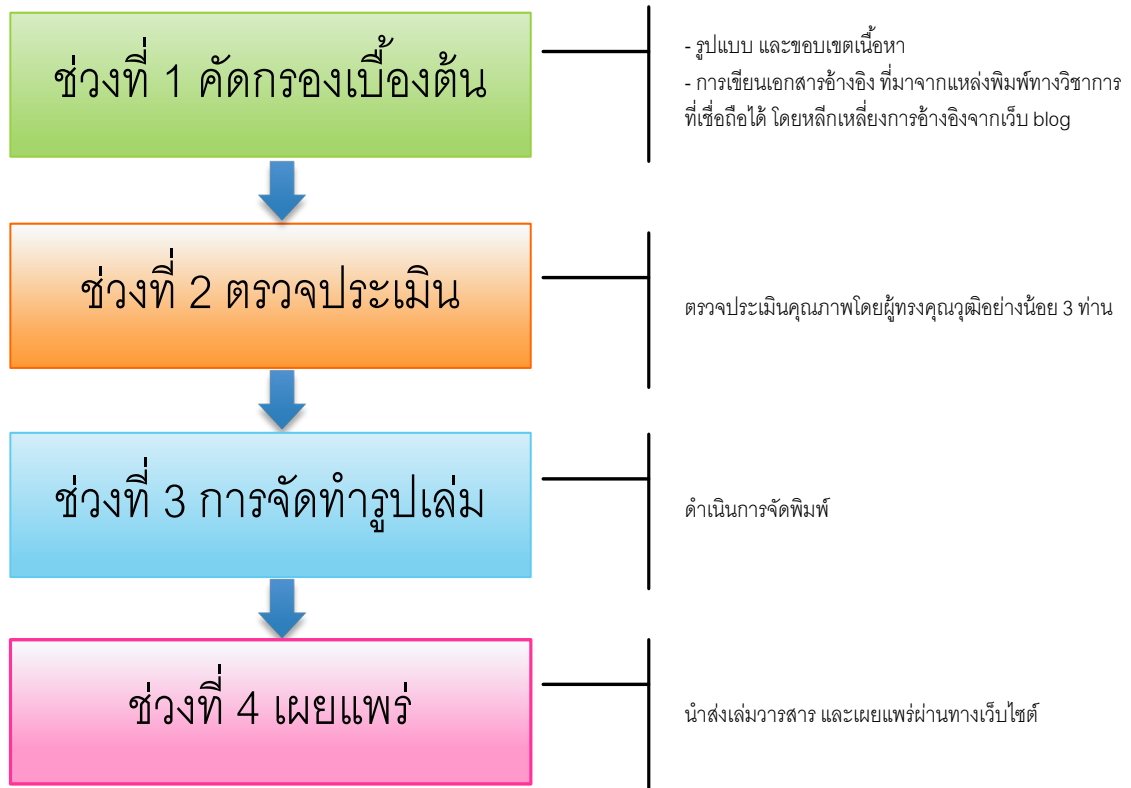 ช่วงที่ 1 คัดกรองเบื้องต้น
- รูปแบบ และขอบเขตเนื้อหา
- การเขียนเอกสารอ้างอิง ที่มาจากแหล่งพิมพ์ทางวิชาการ
ที่เชื่อถือได้ โดยหลีกเหลี่ยงการอ้างอิงจากเว็บ blog
ช่วงที่ 2 ตรวจประเมิน
ตรวจประเมินคุณภาพโดยผู้ทรงคุณวุฒิอย่างน้อย 3 ท่าน
ช่วงที่ 3 การจัดทำรูปเล่ม
ดำเนินการจัดพิมพ์
ช่วงที่ 4 เผยแพร่
นำส่งเล่มวารสาร และเผยแพร่ผ่านทางเว็บไซต์